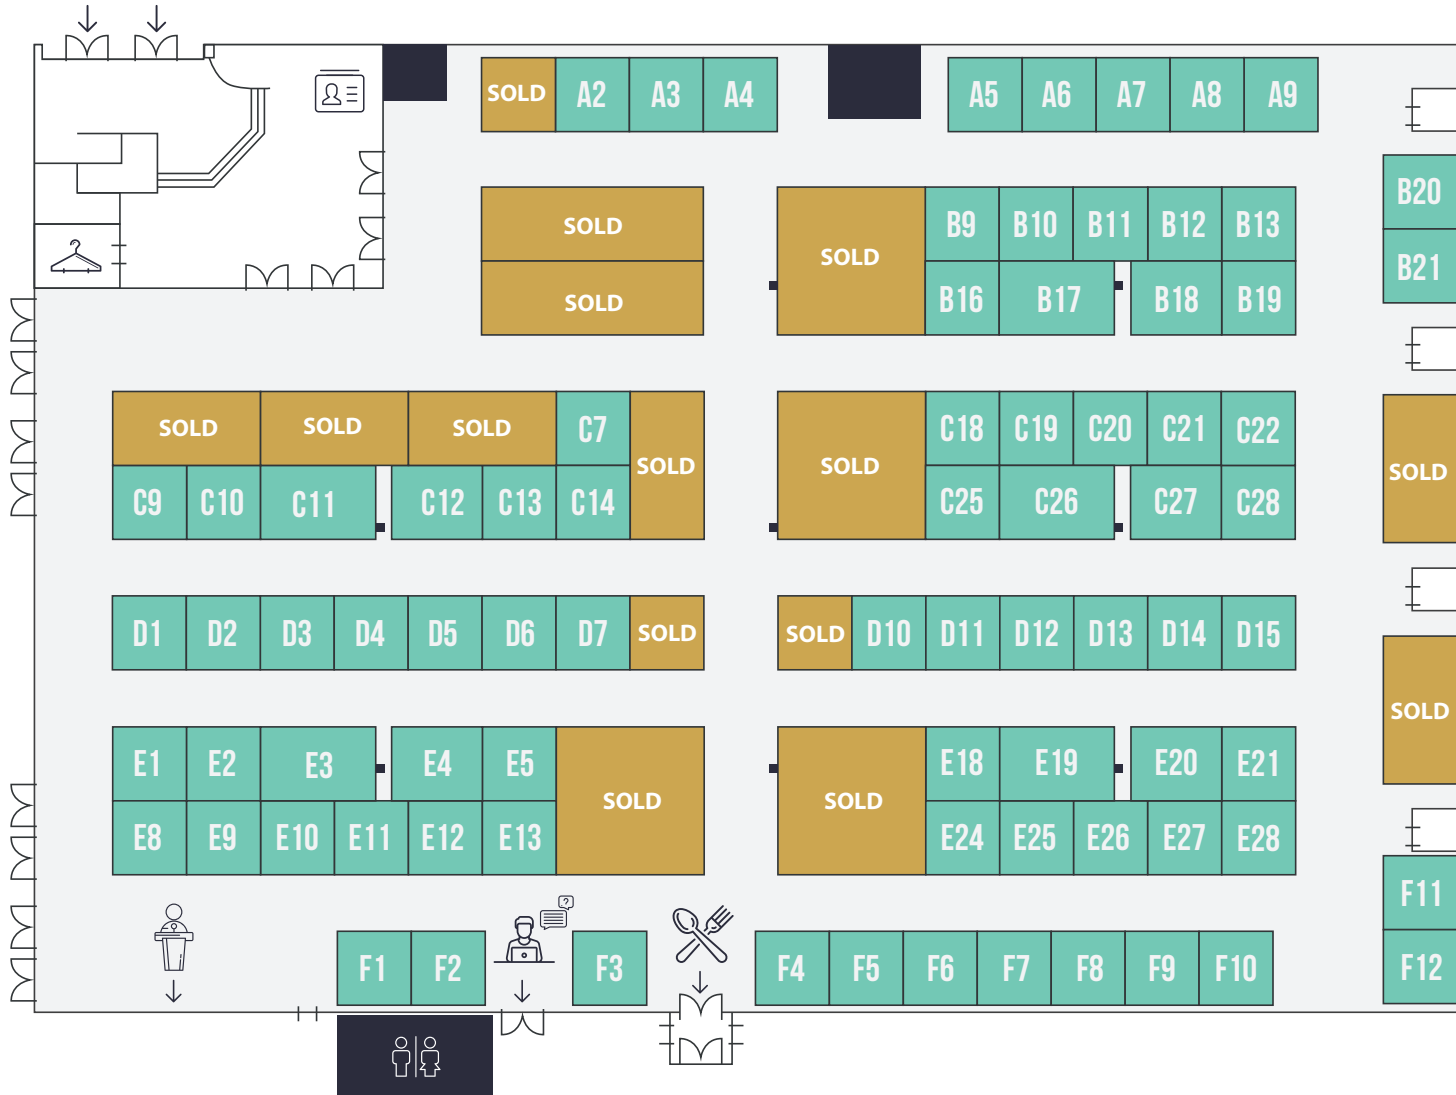 SOLD A2 A3 A4 A5 A6 A7 A8 A9
B20
SOLD B9 B10 B11 B12 B13
SOLD
B21
SOLD B16 B17 B18 B19
SOLD SOLD SOLD C7 C18 C19 C20 C21 C22
SOLD SOLD SOLD
C9 C10 C11 C12 C13 C14 C25 C26 C27 C28
D1 D2 D3 D4 D5 D6 D7 SOLD SOLD D10 D11 D12 D13 D14 D15
SOLD
E1 E2 E3 E4 E5 E18 E19 E20 E21
SOLD SOLD
E8 E9 E10 E11 E12 E13 E24 E25 E26 E27 E28
F11
?
F1 F2 F3 F4 F5 F6 F7 F8 F9 F10 F12